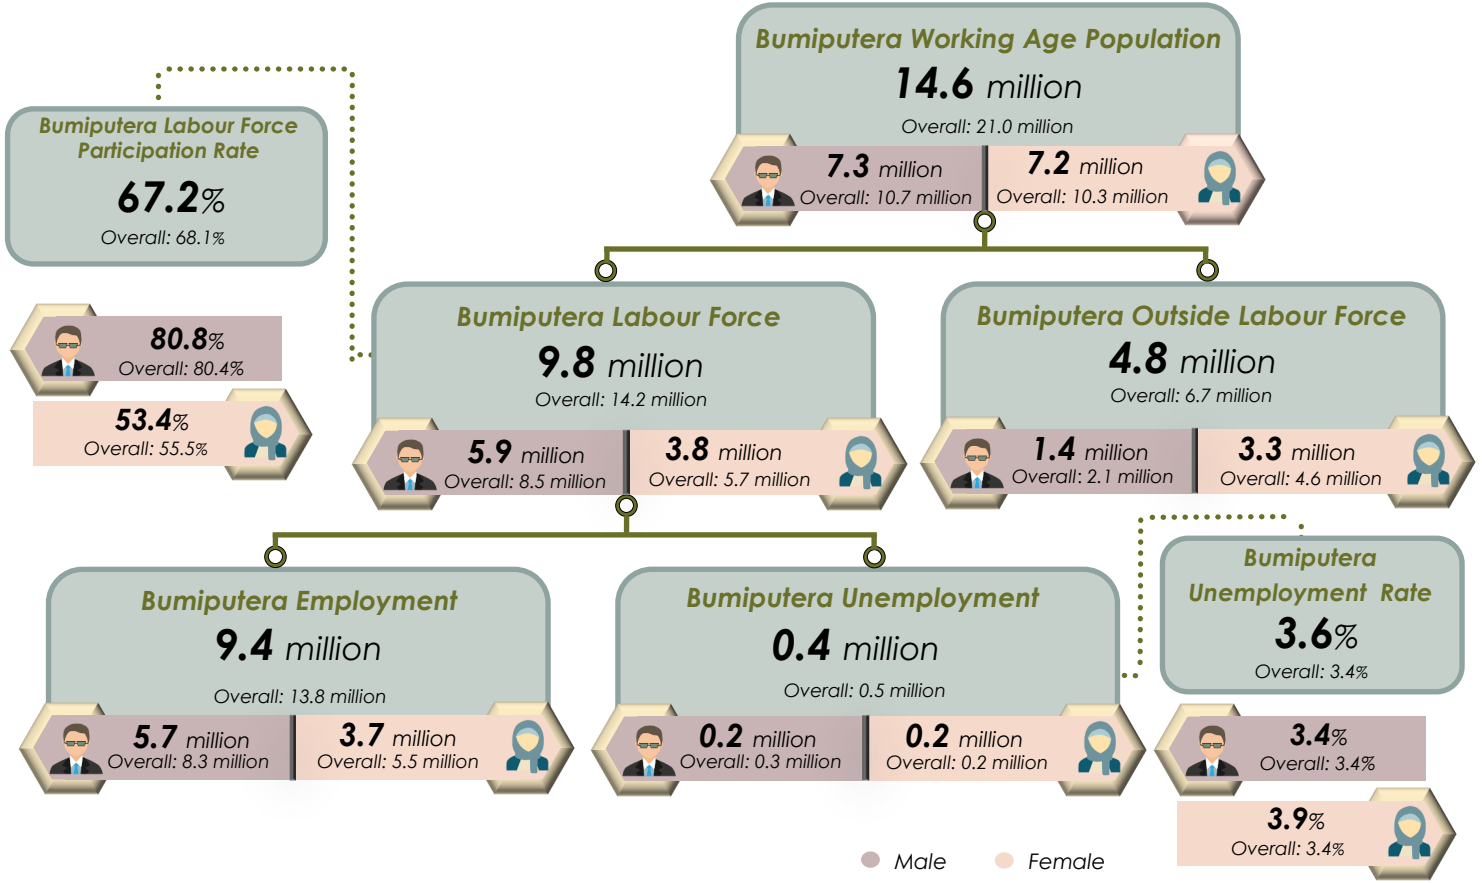 Bumiputera Working Age Population
14.6 million
Overall: 21.0 million
7.3 million
Overall: 10.7 million
7.2 million
Overall: 10.3 million
Bumiputera Labour Force
Participation Rate
67.2%
Overall: 68.1%
80.8%
Overall: 80.4%
53.4%
Overall: 55.5%
Bumiputera Labour Force
9.8 million
Overall: 14.2 million
5.9 million
Overall: 8.5 million
3.8 million
Overall: 5.7 million
Bumiputera Outside Labour Force
4.8 million
Overall: 6.7 million
1.4 million
Overall: 2.1 million
3.3 million
Overall: 4.6 million
Bumiputera Employment
9.4 million
Overall: 13.8 million
5.7 million
Overall: 8.3 million
3.7 million
Overall: 5.5 million
Bumiputera Unemployment
0.4 million
Overall: 0.5 million
0.2 million
Overall: 0.3 million
0.2 million
Overall: 0.2 million
Bumiputera
Unemployment Rate
3.6%
Overall: 3.4%
3.4%
Overall: 3.4%
3.9%
Overall: 3.4%
Male
Female